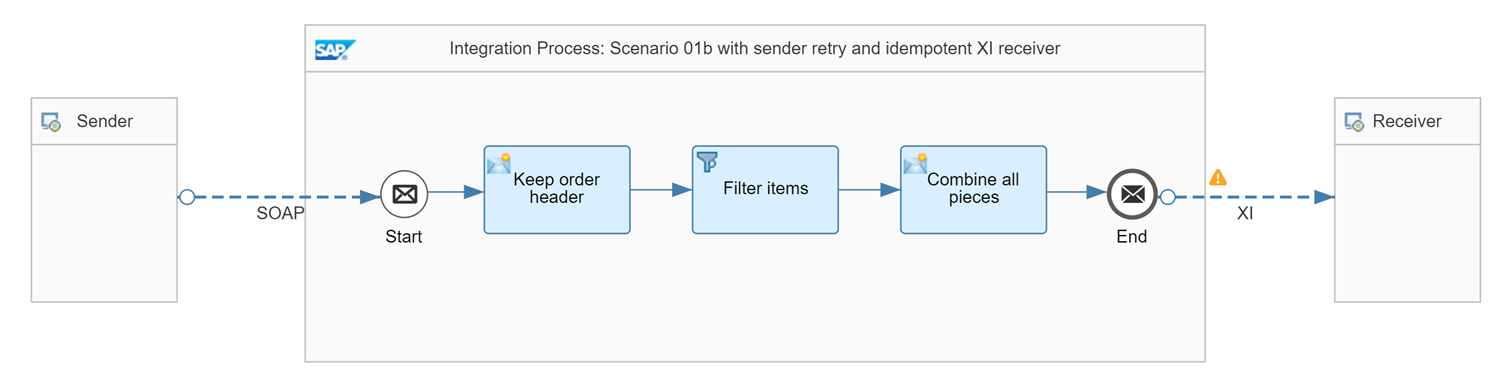 SAP
Integration Process: Scenario 01b with sender retry and idempotent XI receiver
Sender
Receiver
Keep order
header
Filter items
Combine all
pieces
SOAP
XI
Start
End